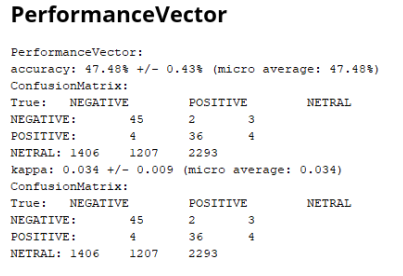 PerformanceVector
PerformanceVector:
accuracy: 47.48% +/- 0.43% (micro average: 47.48%)
ConfusionMatrix:
True: NEGATIVE POSITIVE NETRAL
NEGATIVE: 45 2 3
POSITIVE: 4 36 4
NETRAL: 1406 1207 2293
kappa: 0.034 +/- 0.009 (micro average: 0.034)
ConfusionMatrix:
True: NEGATIVE POSITIVE NETRAL
NEGATIVE: 45 2 3
POSITIVE: 4 36 4
NETRAL: 1406 1207 2293